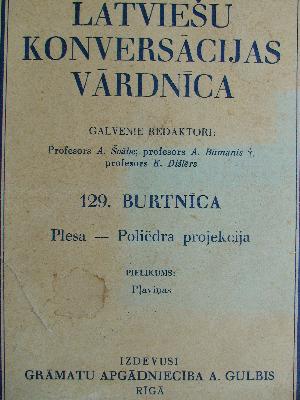 LATVIEŠU
KONVERSĀCIJAS
VĀRDNĪCA
GALVENIE REDAKTORI:
Profesors A. Švābe; profesors A. Būmanis †,
profesors K. Dišlērs
129. BURTNĪCA
Plesa — Poliēdra projekcija
PIELIKUMS:
Pļaviņas
IZDEVUSI
GRĀMATU APGĀDNIECĪBA A. GULBIS
RĪGĀ